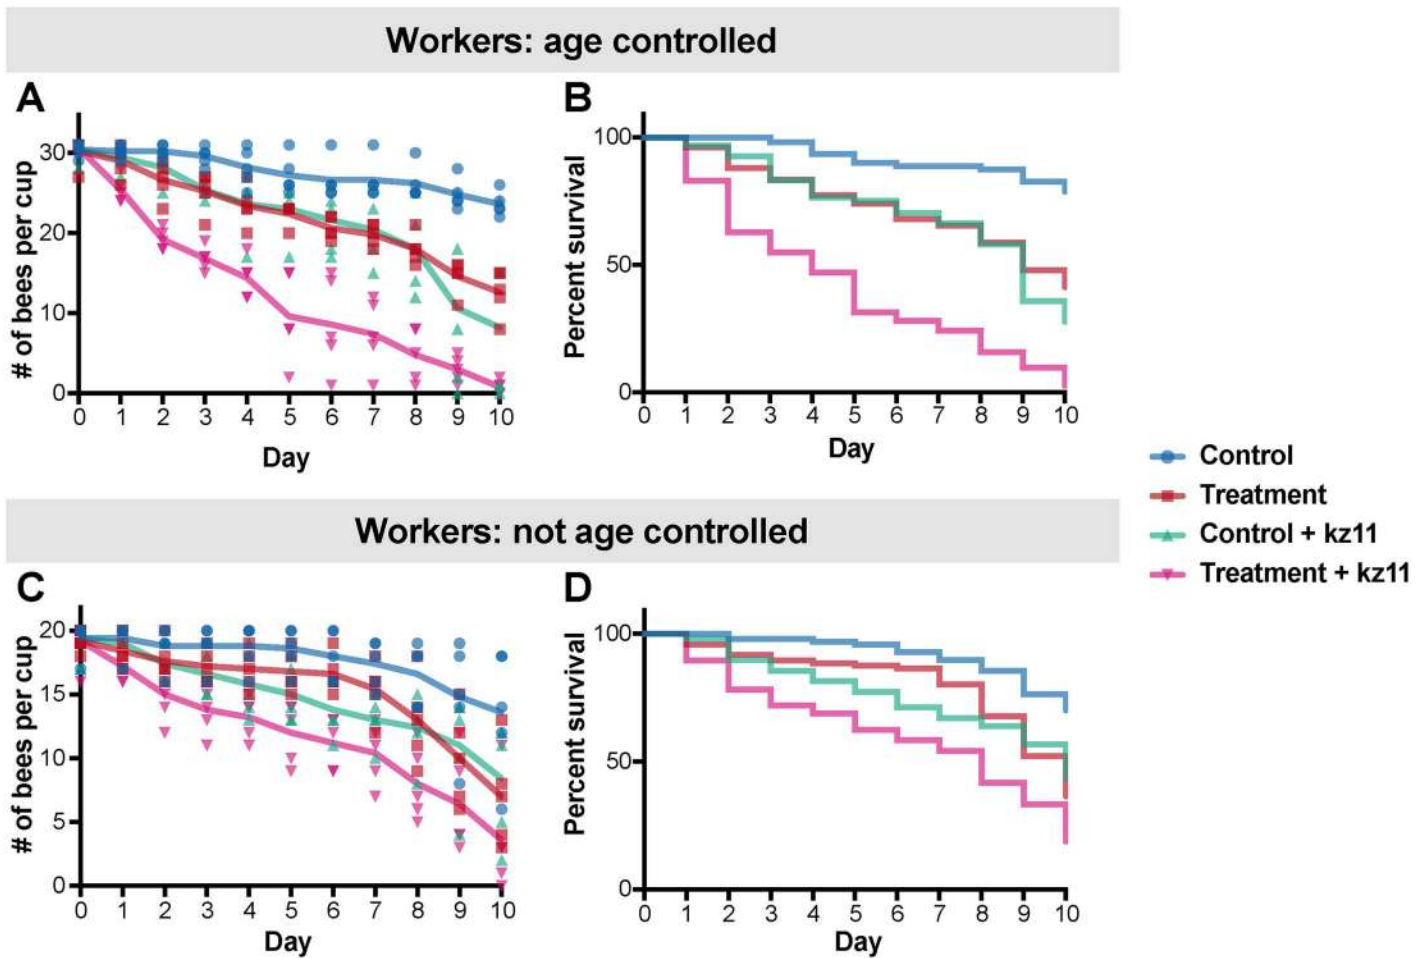 Workers: age controlled
A
# of bees per cup
30
20
10
0
0 1 2 3 4 5 6 7 8 9 10
Day
B
Percent survival
100
50
0
0 1 2 3 4 5 6 7 8 9 10
Day
Control
Treatment
Control + kz11
Treatment + kz11
Workers: not age controlled
C
# of bees per cup
20
15
10
5
0
0 1 2 3 4 5 6 7 8 9 10
Day
D
Percent survival
100
50
0
0 1 2 3 4 5 6 7 8 9 10
Day